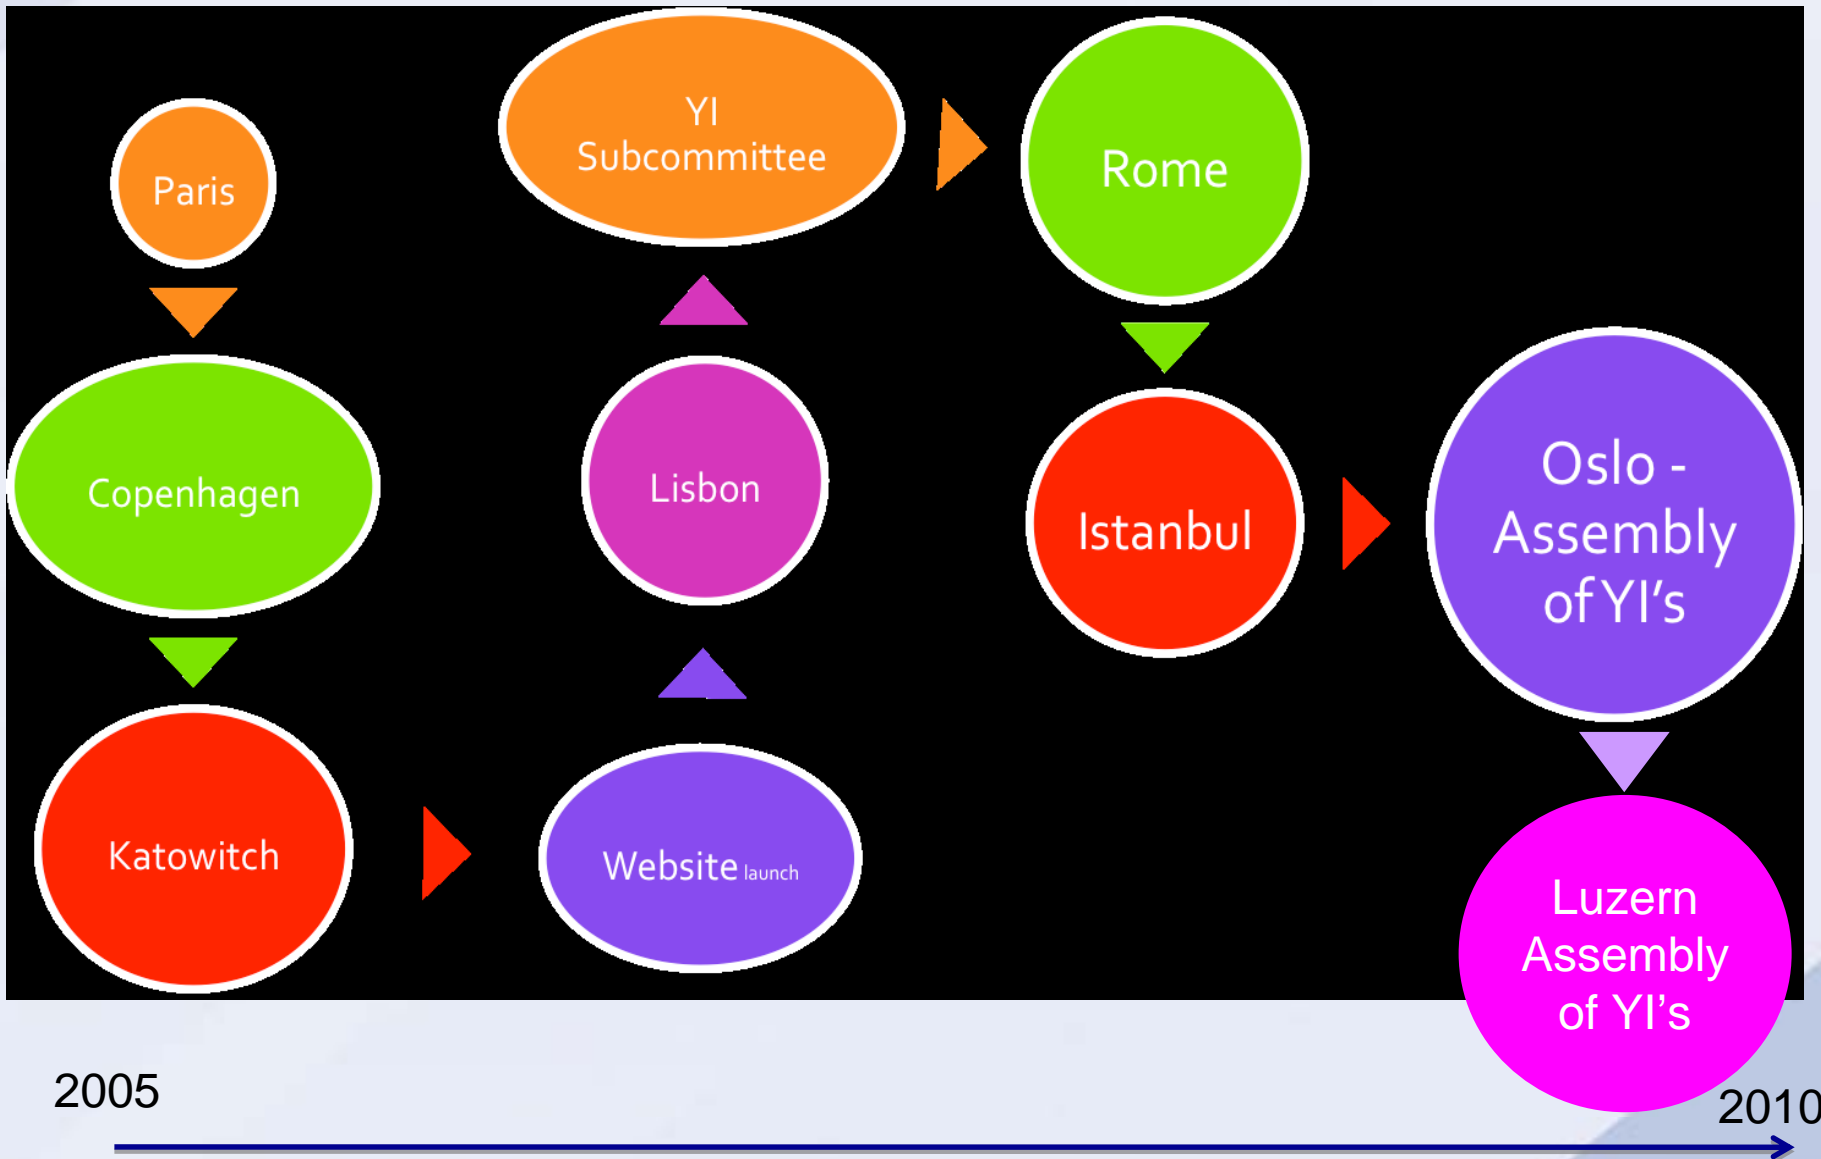 Paris
Copenhagen
Katowitch
Website launch
Lisbon
YI
Subcommittee
Rome
Istanbul
Oslo -
Assembly
of YI’s
Luzern
Assembly
of YI’s
2005
2010